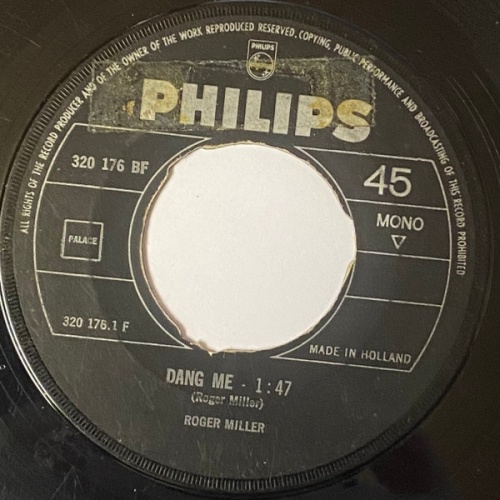 ALL RIGHTS OF THE RECORD PRODUCER AND OF THE OWNER OF THE WORK REPRODUCED RESERVED. COPYING, PUBLIC PERFORMANCE AND BROADCASTING OF THIS RECORD PROHIBITED
PHILIPS
PHILIPS
320 176 BF
45
MONO
PALACE
320 176.1 F
MADE IN HOLLAND
DANG ME - 1:47
(Roger Miller)
ROGER MILLER